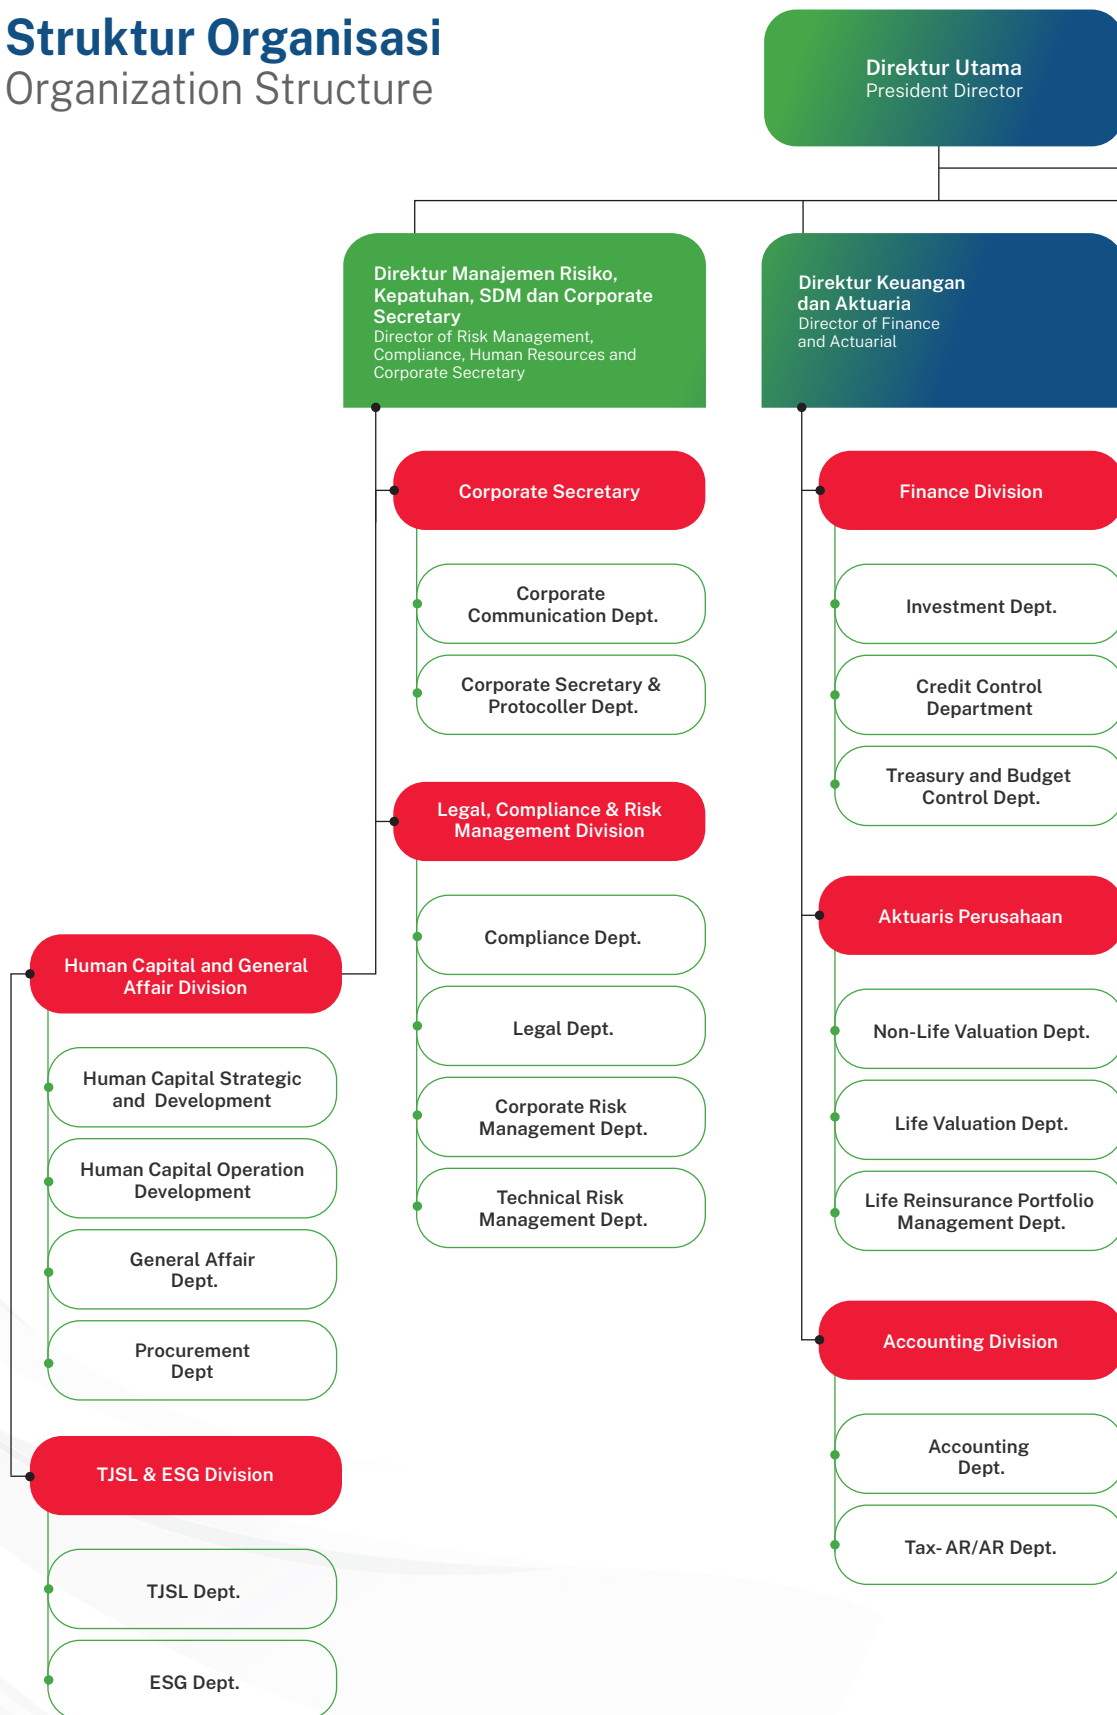 Struktur Organisasi
Organization Structure
Direktur Utama
President Director
Direktur Manajemen Risiko,
Kepatuhan, SDM dan Corporate
Secretary
Director of Risk Management,
Compliance, Human Resources and
Corporate Secretary
Direktur Keuangan
dan Aktuaria
Director of Finance
and Actuarial
Corporate Secretary
Corporate
Communication Dept.
Corporate Secretary &
Protocoller Dept.
Legal, Compliance & Risk
Management Division
Compliance Dept.
Legal Dept.
Corporate Risk
Management Dept.
Technical Risk
Management Dept.
Human Capital and General
Affair Division
Human Capital Strategic
and Development
Human Capital Operation
Development
General Affair
Dept.
Procurement
Dept
TJSL & ESG Division
TJSL Dept.
ESG Dept.
Finance Division
Investment Dept.
Credit Control
Department
Treasury and Budget
Control Dept.
Aktuaris Perusahaan
Non-Life Valuation Dept.
Life Valuation Dept.
Life Reinsurance Portfolio
Management Dept.
Accounting Division
Accounting
Dept.
Tax- AR/AR Dept.